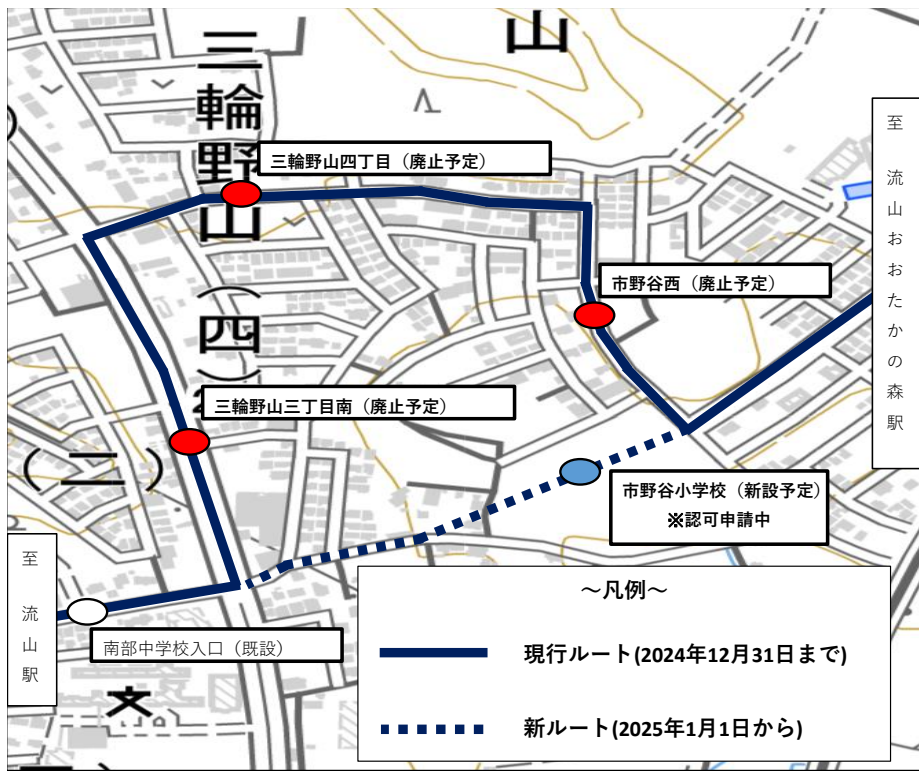 山
三輪野山（四）
三輪野山四丁目（廃止予定）
至　流山おおたかの森駅
市野谷西（廃止予定）
三輪野山三丁目南（廃止予定）
（二）
市野谷小学校（新設予定）
※認可申請中
至　流山駅
南部中学校入口（既設）
～凡例～
現行ルート(2024年12月31日まで)
新ルート(2025年1月1日から)